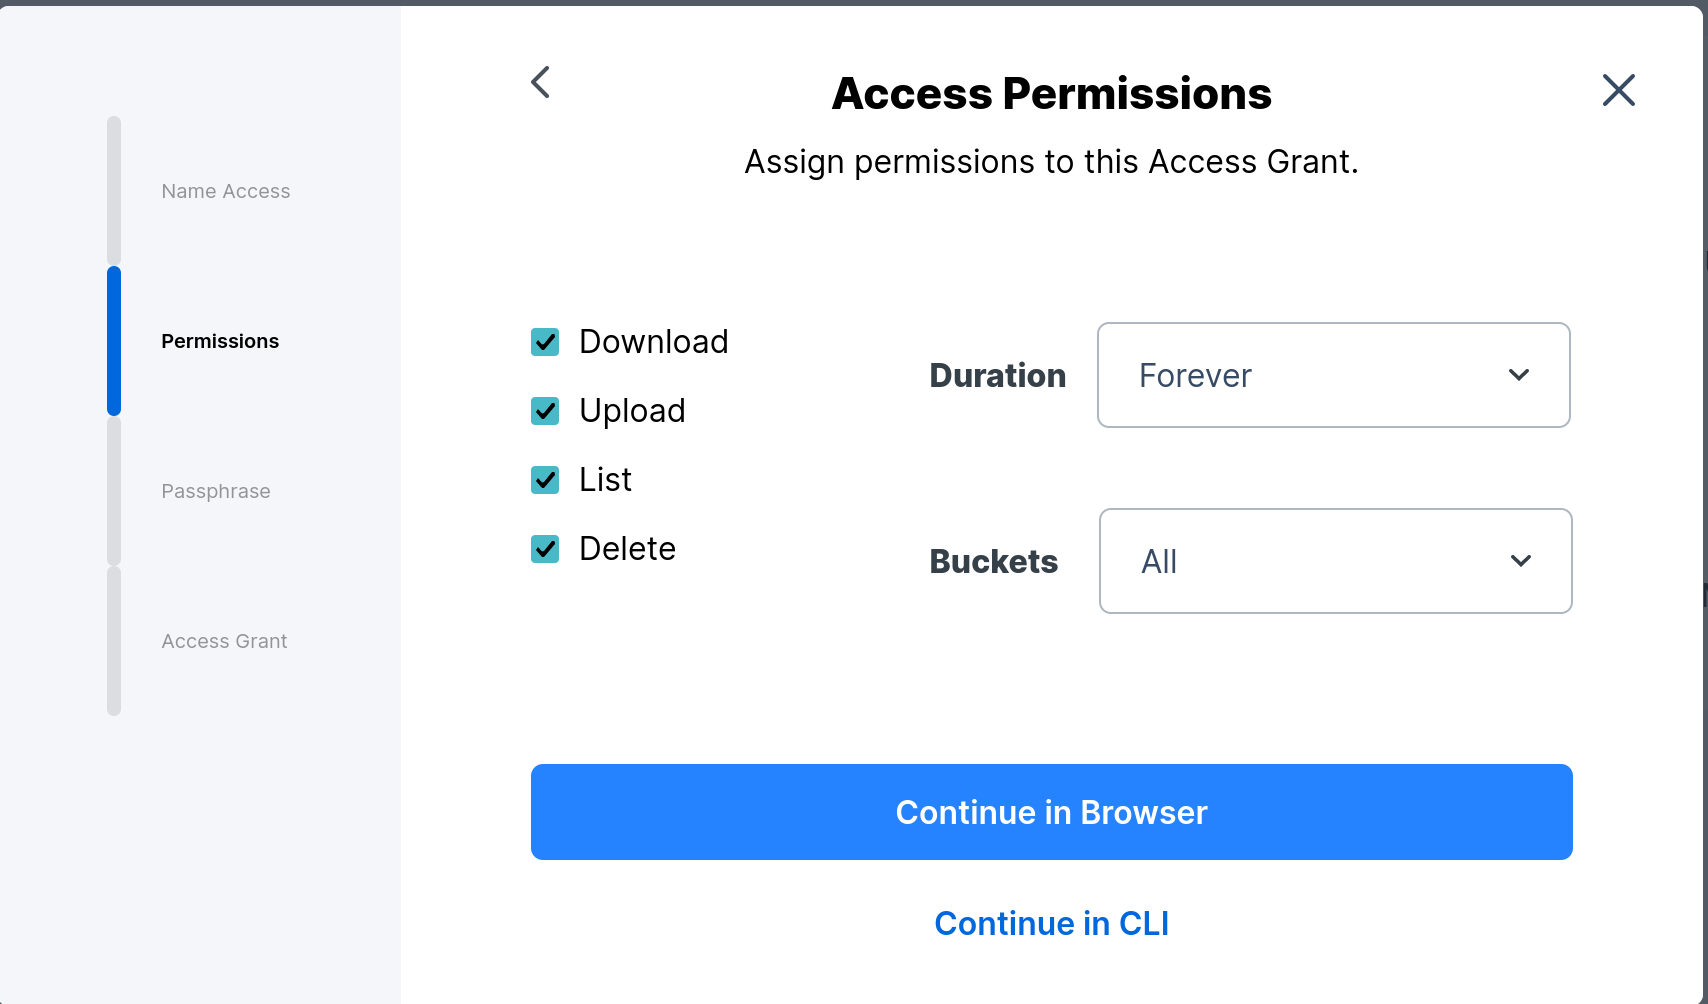 Name Access
Permissions
Passphrase
Access Grant
Access Permissions
Assign permissions to this Access Grant.
Download
Upload
List
Delete
Duration
Forever
Buckets
All
Continue in Browser
Continue in CLI